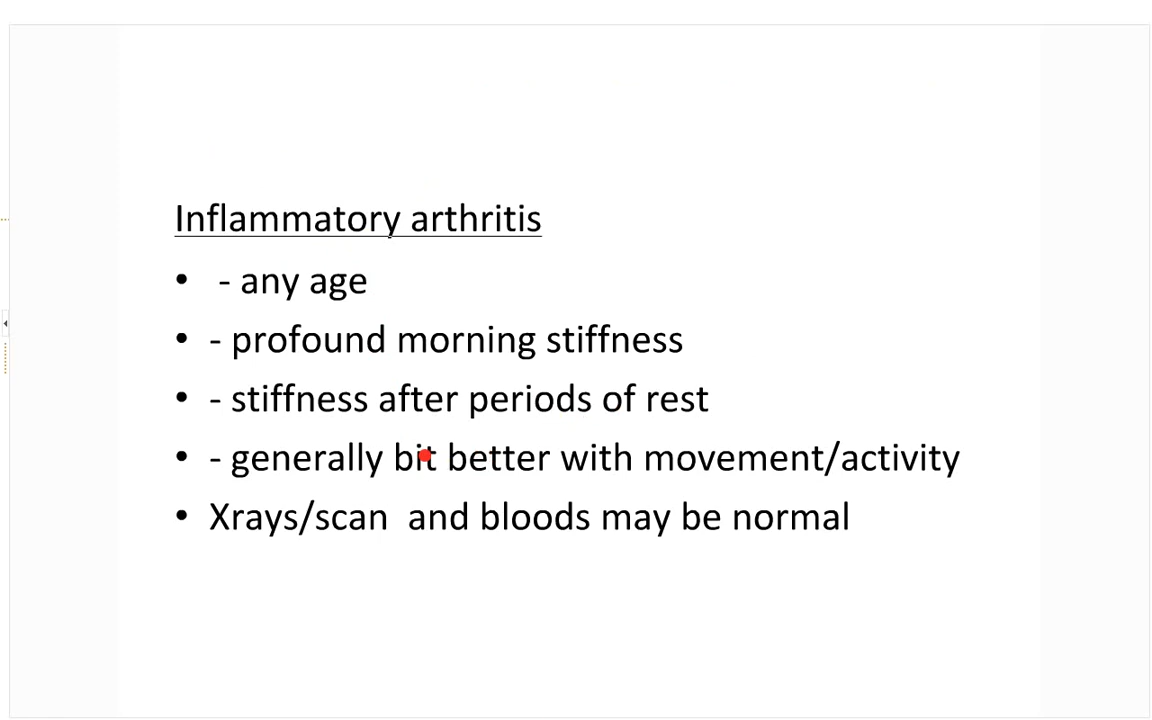 Inflammatory arthritis
• - any age
• - profound morning stiffness
• - stiffness after periods of rest
• - generally bit better with movement/activity
• Xrays/scan and bloods may be normal